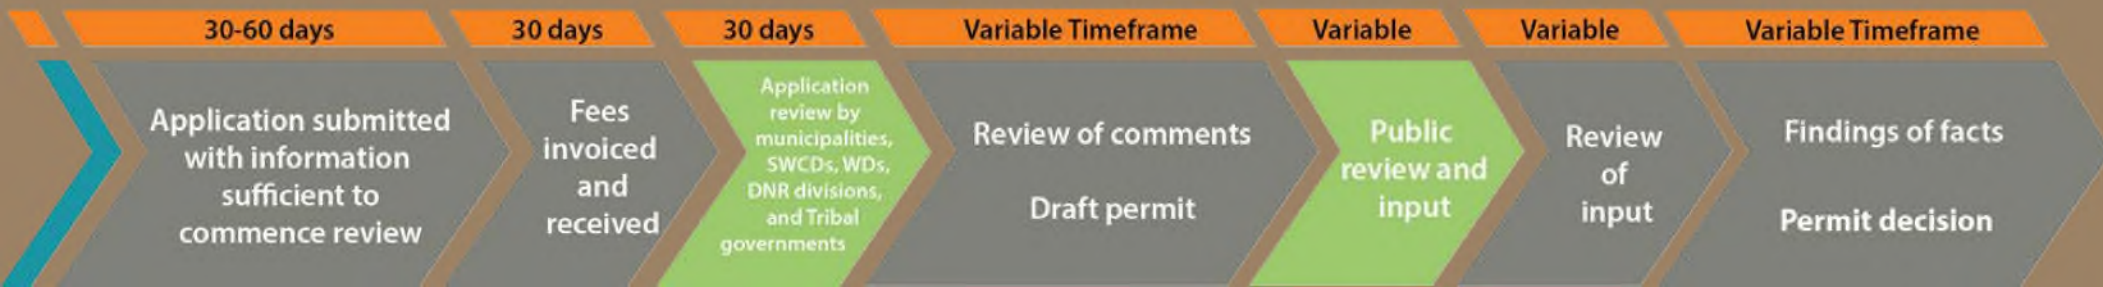 30-60 days
30 days
30 days
Variable Timeframe
Variable
Variable
Variable Timeframe
Application submitted
with information
sufficient to
commence review
Fees
invoiced
and
received
Application
review by
municipalities,
SWCDs, WDs,
DNR divisions,
and Tribal
governments
Review of comments
Draft permit
Public
review and
input
Review
of
input
Findings of facts
Permit decision